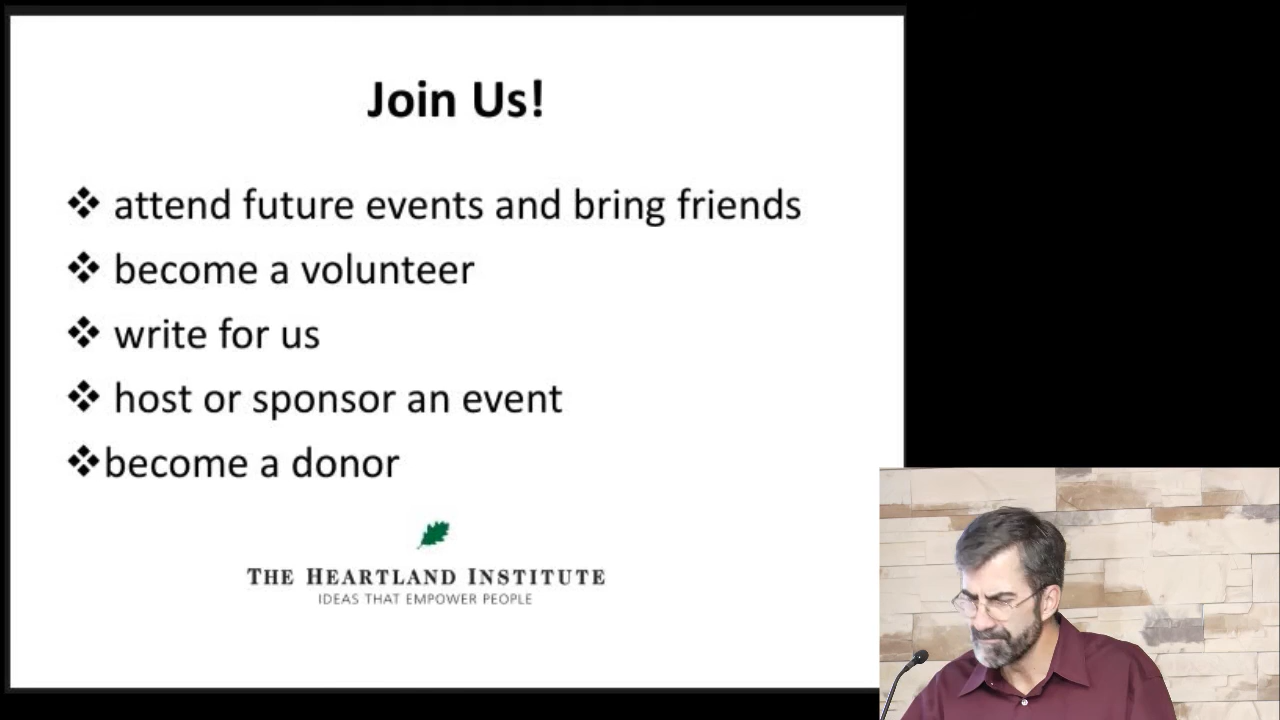 Join Us!
❖ attend future events and bring friends
❖ become a volunteer
❖ write for us
❖ host or sponsor an event
❖become a donor
THE HEARTLAND INSTITUTE
IDEAS THAT EMPOWER PEOPLE